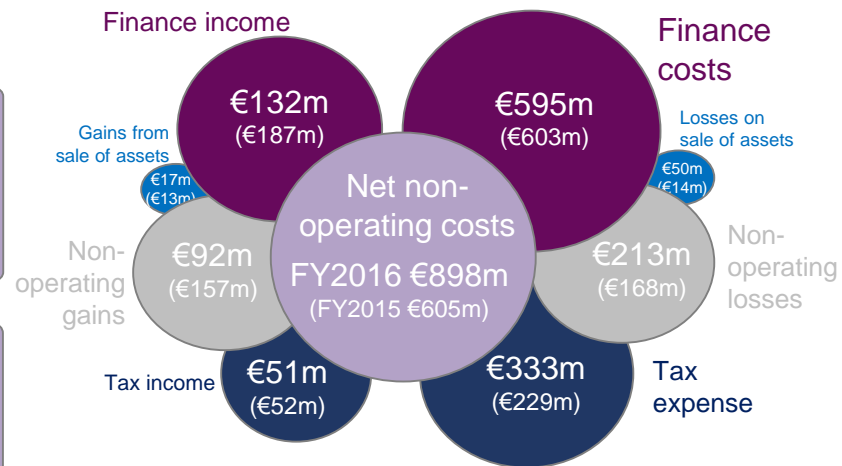 Finance income
€132m
(€187m)
Finance
costs
€595m
(€603m)
Gains from
sale of assets
€17m
(€13m)
Losses on
sale of assets
€50m
(€14m)
Net non-
operating costs
FY2016 €898m
(FY2015 €605m)
Non-
operating
gains
€92m
(€157m)
€213m
(€168m)
Non-
operating
losses
Tax income
€51m
(€52m)
€333m
(€229m)
Tax
expense